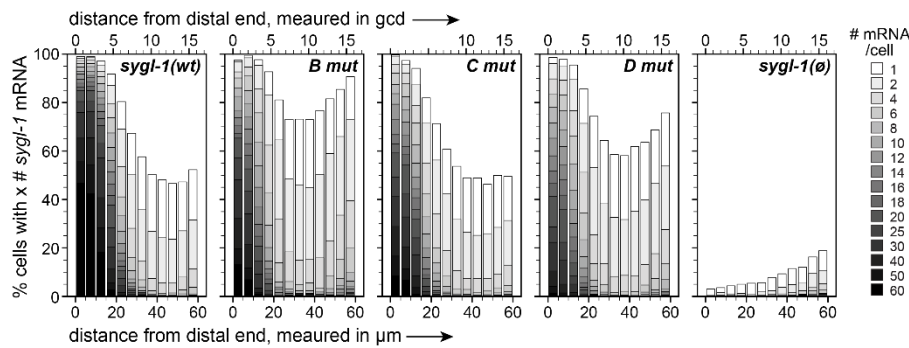 distance from distal end, meaured in gcd
0 5 10 15 0 5 10 15 0 10 15 0 5 10 15 0 5 10 15
# mRNA
/cell
sygl-1(wt) B mut C mut D mut sygl-1(ø)
% cells with x # sygl-1 mRNA
100
80
60
40
20
0
0 20 40 60 0 20 40 60 0 20 40 60 0 20 40 60 0 20 40 60
distance from distal end, measured in µm
1
2
4
6
8
10
12
14
16
18
20
25
30
40
50
60